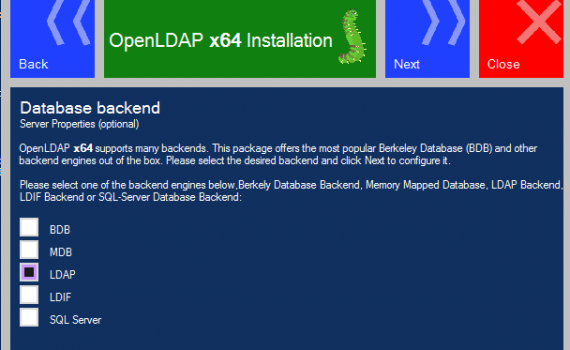 Back
OpenLDAP x64 Installation
Next
Close
Database backend
Server Properties (optional)
OpenLDAP x64 supports many backends. This package offers the most popular Berkeley Database (BDB) and other
backend engines out of the box. Please select the desired backend and click Next to configure it.
Please select one of the backend engines below,Berkely Database Backend, Memory Mapped Database, LDAP Backend,
LDIF Backend or SQL-Server Database Backend:
BDB
MDB
LDAP
LDIF
SQL Server